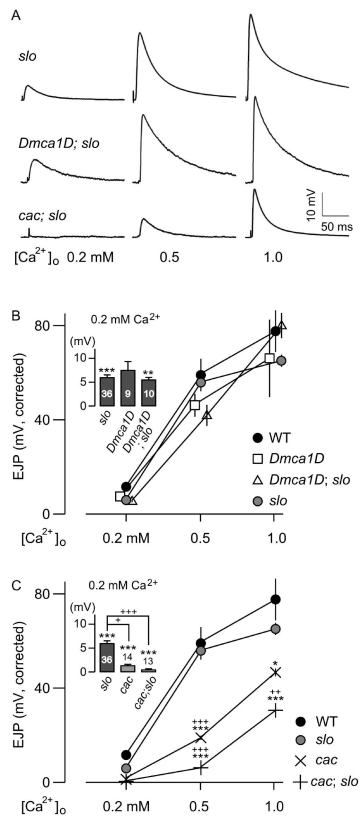 A
slo
Dmca1D; slo
cac; slo
10 mV
50 ms
[Ca2+]o 0.2 mM 0.5 1.0
B
80
40
0
EJP (mV, corrected)
0.2 mM Ca2+
(mV)
10
5
0
*** **
36 9 10
slo Dmca1D Dmca1D; slo
WT
Dmca1D
Dmca1D; slo
slo
[Ca2+]o 0.2 mM 0.5 1.0
C
80
40
0
EJP (mV, corrected)
0.2 mM Ca2+
(mV)
10
5
0
+++
+
*** *** ***
36 14 13
slo cac cac;slo
*
+++
***
++
***
+++
***
WT
slo
cac
cac; slo
[Ca2+]o 0.2 mM 0.5 1.0